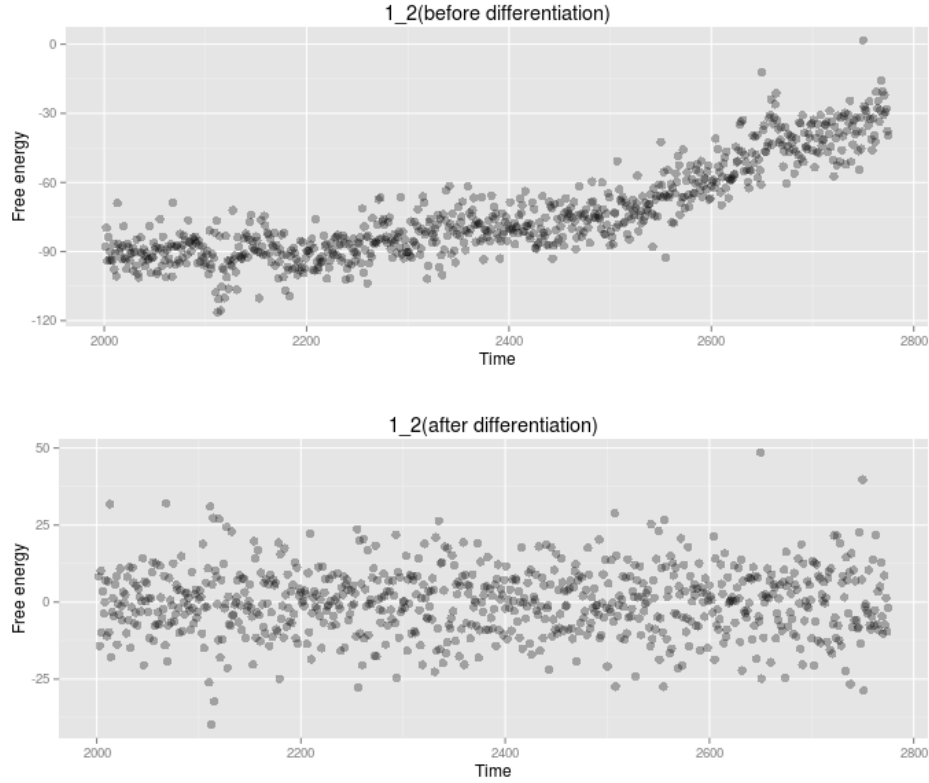 1_2(before differentiation)
0
-30
-60
-90
-120
Free energy
2000 2200 2400 2600 2800
Time
1_2(after differentiation)
50
25
0
-25
Free energy
2000 2200 2400 2600 2800
Time